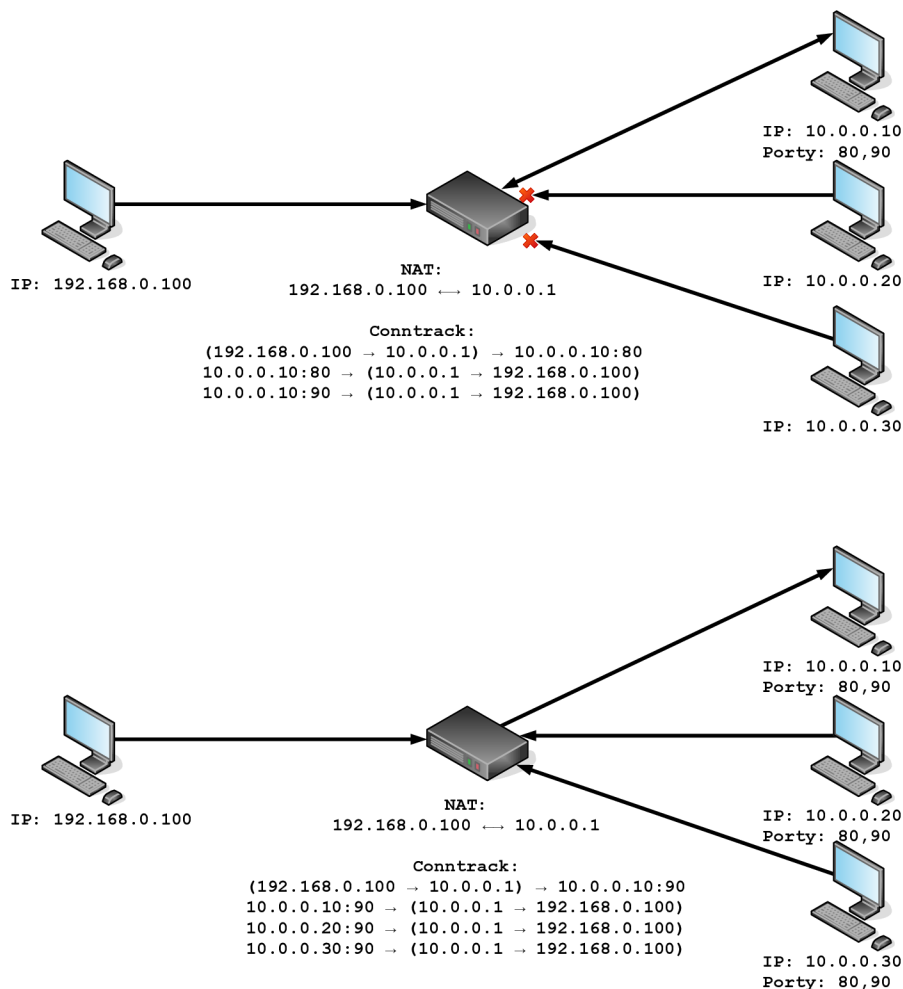 IP: 10.0.0.10
Porty: 80,90
IP: 192.168.0.100
IP: 10.0.0.20
NAT:
192.168.0.100 ←→ 10.0.0.1
Conntrack:
(192.168.0.100 → 10.0.0.1) → 10.0.0.10:80
10.0.0.10:80 → (10.0.0.1 → 192.168.0.100)
10.0.0.10:90 → (10.0.0.1 → 192.168.0.100)
IP: 10.0.0.30
IP: 10.0.0.10
Porty: 80,90
IP: 192.168.0.100
IP: 10.0.0.20
Porty: 80,90
NAT:
192.168.0.100 ←→ 10.0.0.1
Conntrack:
(192.168.0.100 → 10.0.0.1) → 10.0.0.10:90
10.0.0.10:90 → (10.0.0.1 → 192.168.0.100)
10.0.0.20:90 → (10.0.0.1 → 192.168.0.100)
10.0.0.30:90 → (10.0.0.1 → 192.168.0.100)
IP: 10.0.0.30
Porty: 80,90